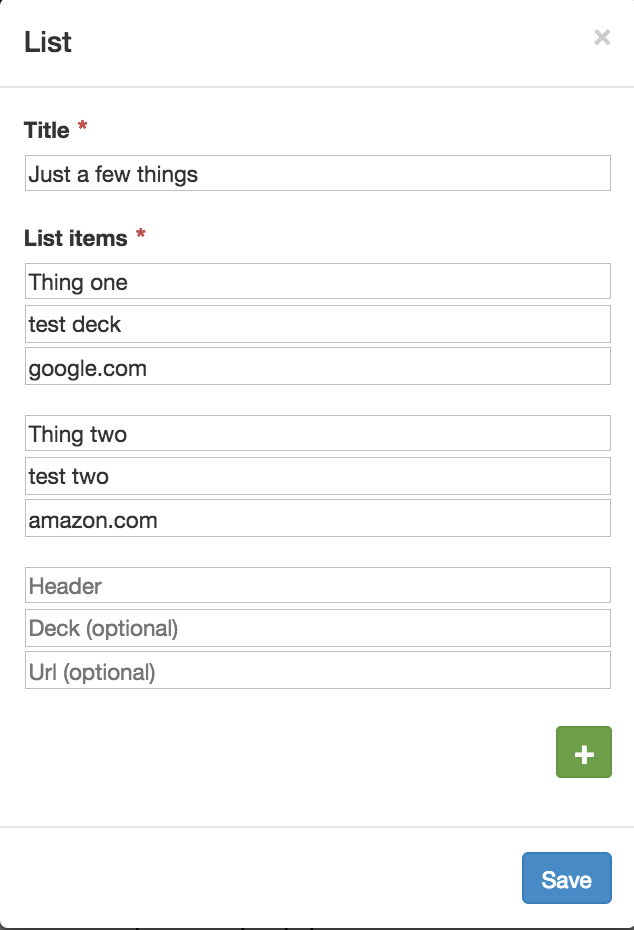 List
×
Title *
Just a few things
List items *
Thing one
test deck
google.com
Thing two
test two
amazon.com
Header
Deck (optional)
Url (optional)
+
Save